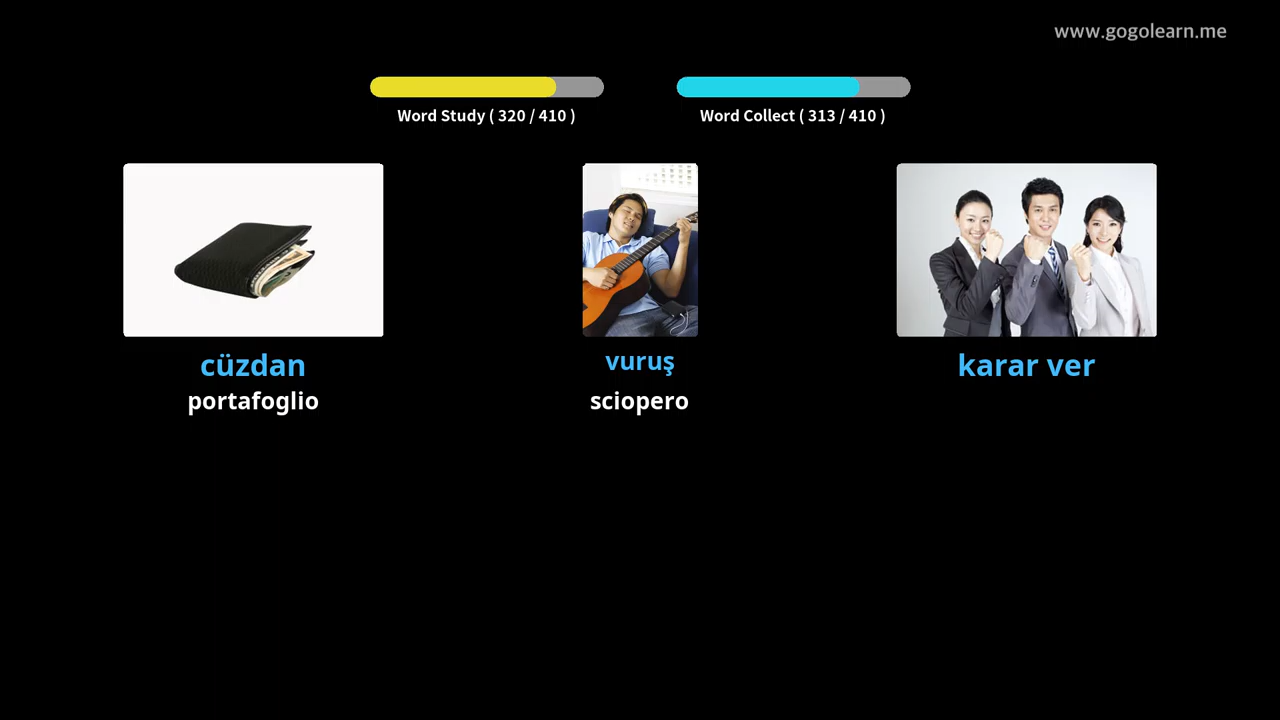 www.gogolearn.me
Word Study ( 320 / 410 )
Word Collect ( 313 / 410 )
cüzdan
portafoglio
vuruş
sciopero
karar ver